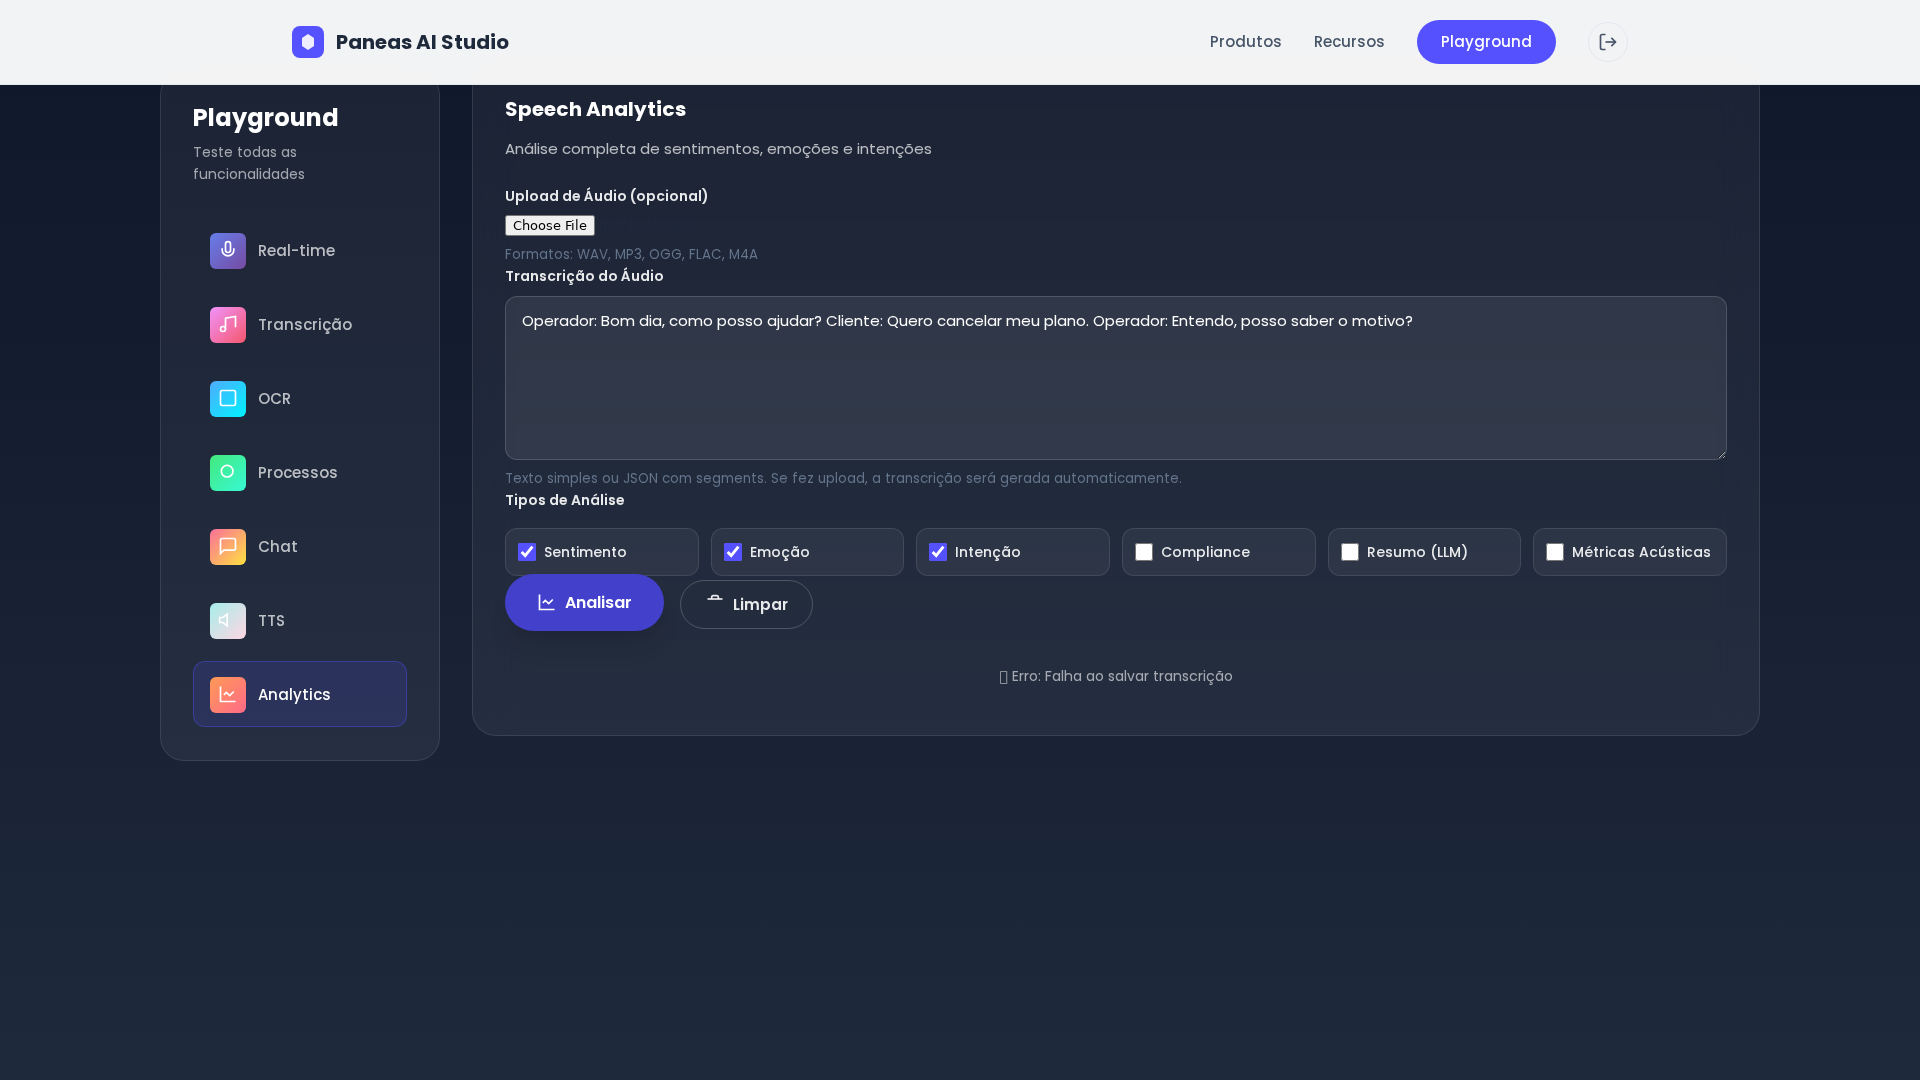 Paneas AI Studio
Produtos
Recursos
Playground
Playground
Teste todas as
funcionalidades
Real-time
Transcrição
OCR
Processos
Chat
TTS
Analytics
Speech Analytics
Análise completa de sentimentos, emoções e intenções
Upload de Áudio (opcional)
Choose File
Formatos: WAV, MP3, OGG, FLAC, M4A
Transcrição do Áudio
Operador: Bom dia, como posso ajudar? Cliente: Quero cancelar meu plano. Operador: Entendo, posso saber o motivo?
Texto simples ou JSON com segments. Se fez upload, a transcrição será gerada automaticamente.
Tipos de Análise
Sentimento
Emoção
Intenção
Compliance
Resumo (LLM)
Métricas Acústicas
Analisar
Limpar
Erro: Falha ao salvar transcrição